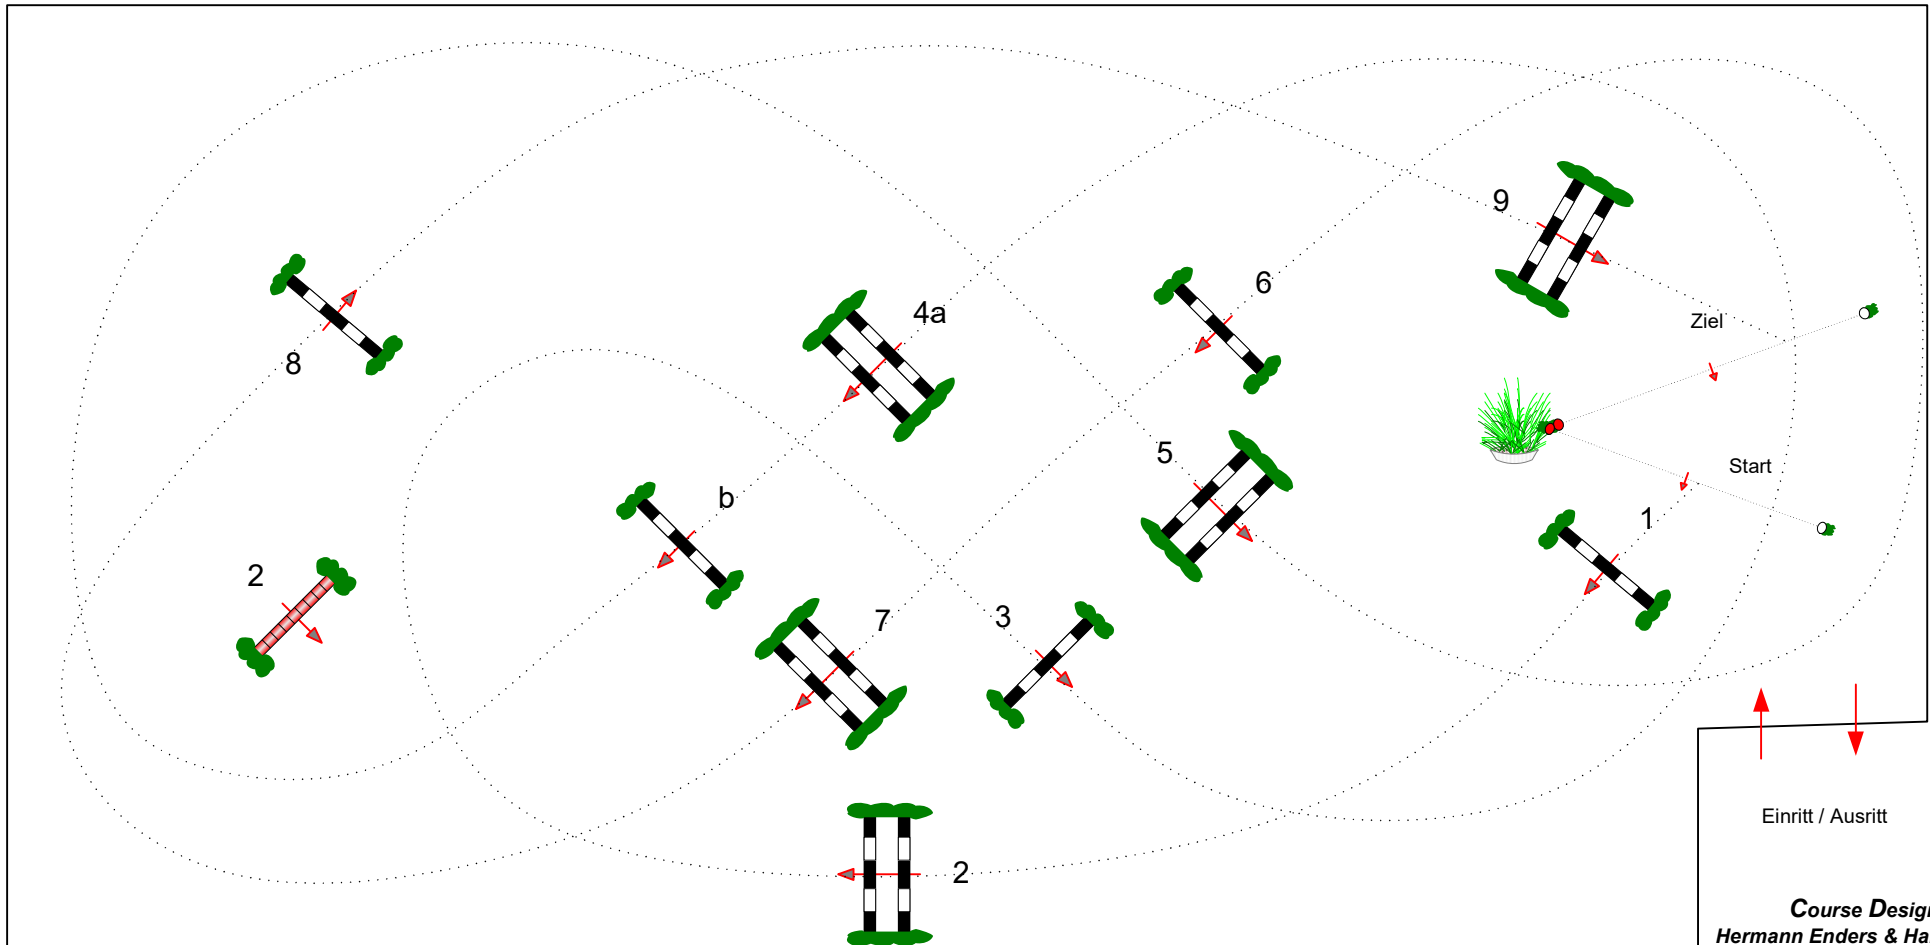 9
6
4a
Ziel
8
5
Start
b
1
2
7
3
Einritt / Ausritt
2
Course Desig
Hermann Enders & Ha